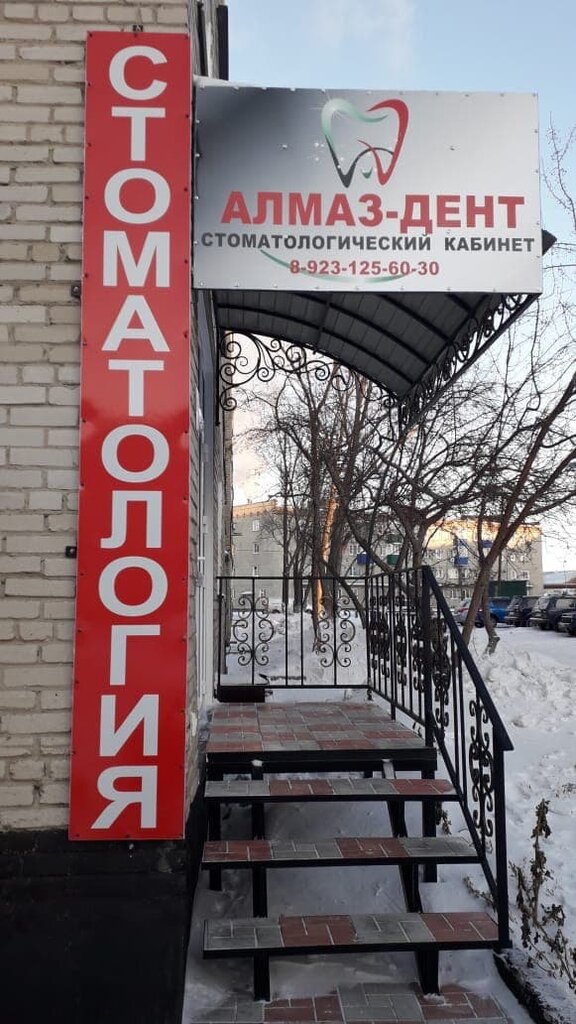 СТОМАТОЛОГИЯ
АЛМАЗ-ДЕНТ
СТОМАТОЛОГИЧЕСКИЙ КАБИНЕТ
8-923-125-60-30